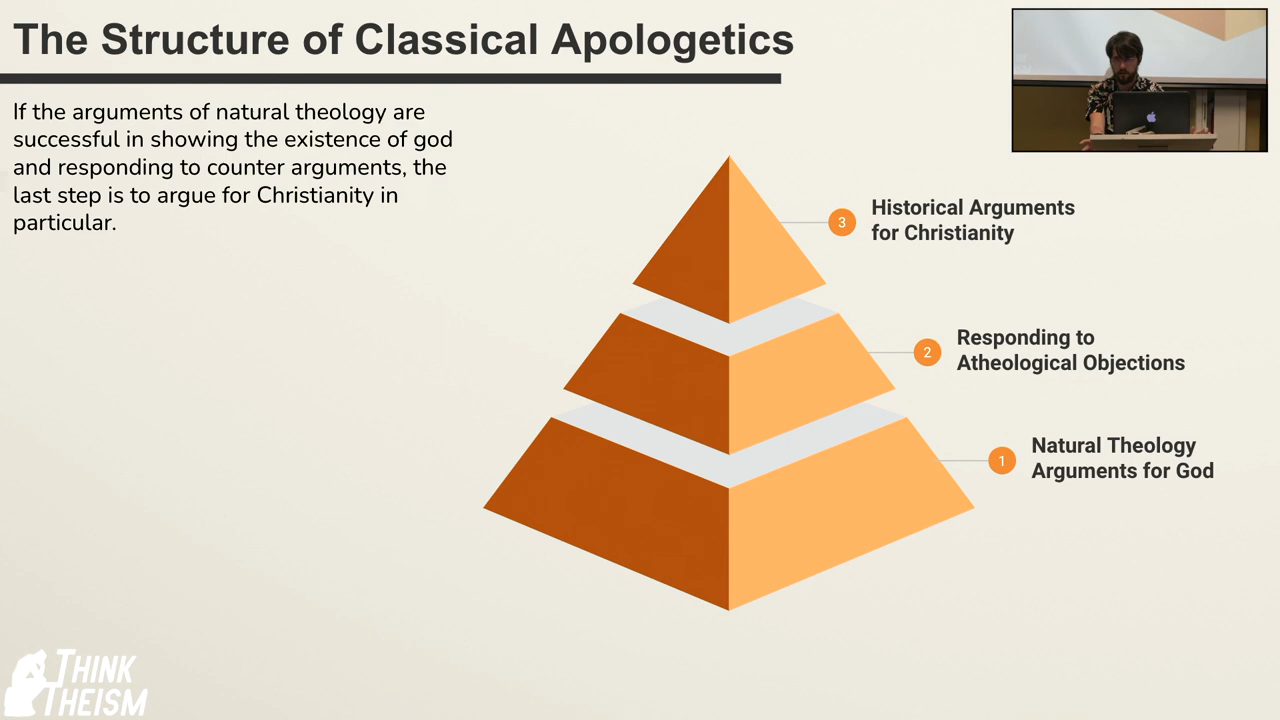 The Structure of Classical Apologetics
If the arguments of natural theology are
successful in showing the existence of god
and responding to counter arguments, the
last step is to argue for Christianity in
particular.
3
Historical Arguments
for Christianity
2
Responding to
Atheological Objections
1
Natural Theology
Arguments for God
THINK
THEISM